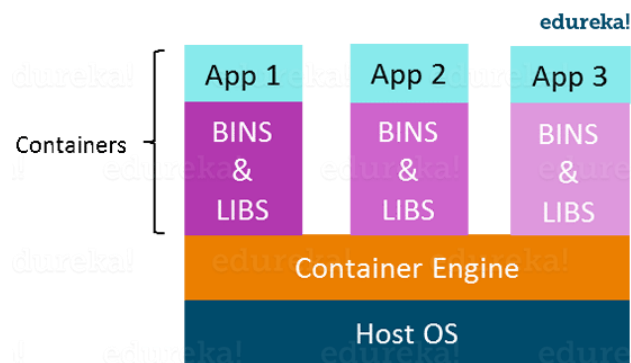 edureka!
App 1
App 2
App 3
Containers
BINS
&
LIBS
BINS
&
LIBS
BINS
&
LIBS
Container Engine
Host OS